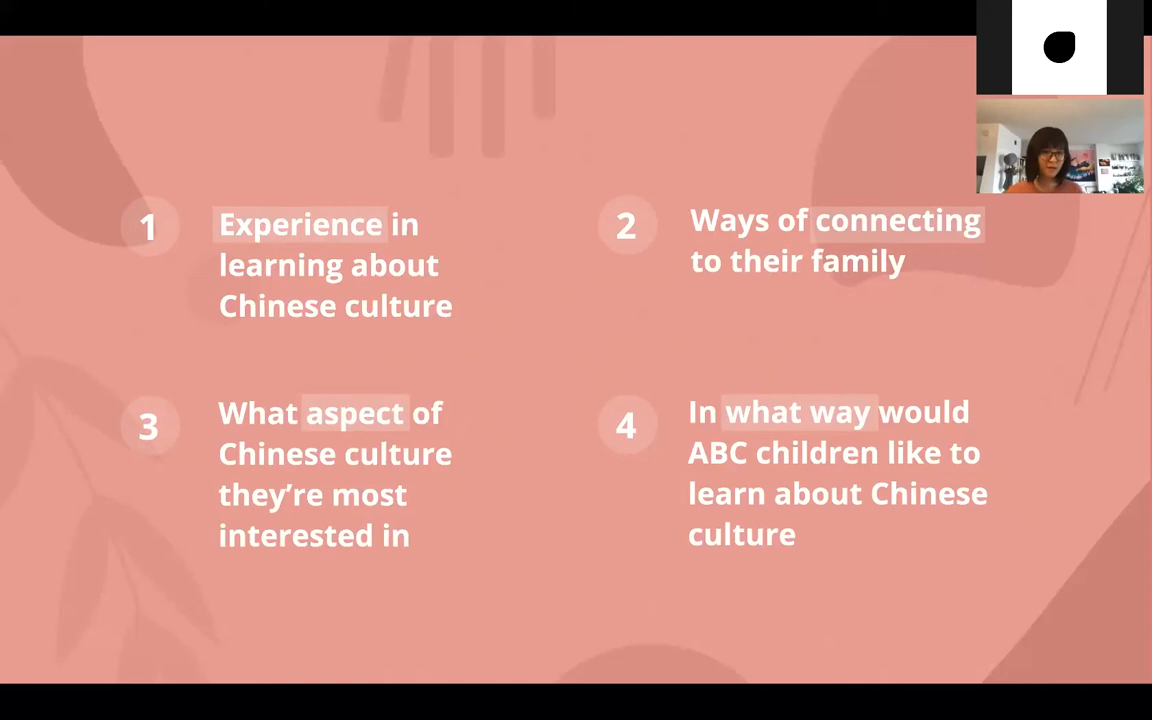 1
Experience in
learning about
Chinese culture
2
Ways of connecting
to their family
3
What aspect of
Chinese culture
they’re most
interested in
4
In what way would
ABC children like to
learn about Chinese
culture